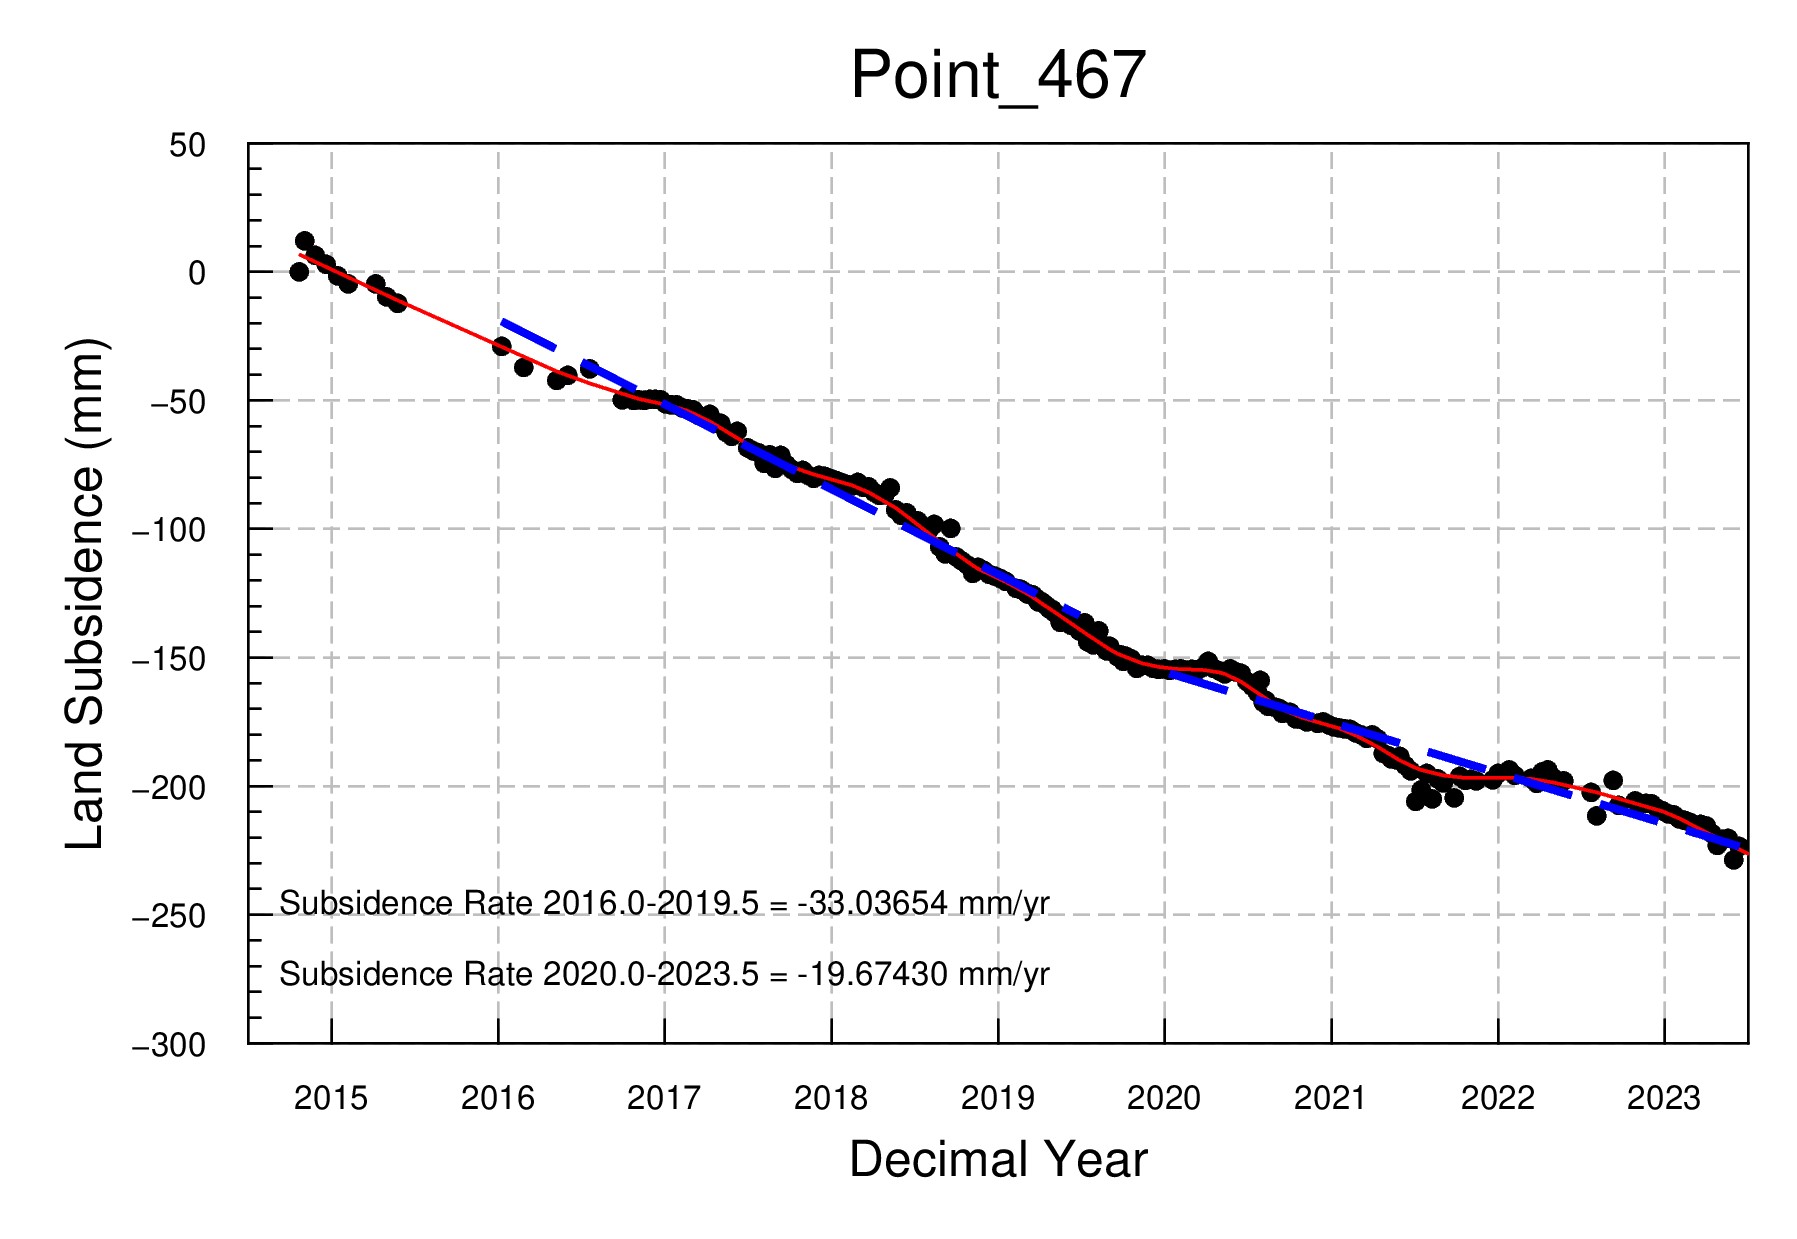 Point_467
50
0
−50
−100
−150
−200
−250
−300
Land Subsidence (mm)
Subsidence Rate 2016.0-2019.5 = -33.03654 mm/yr
Subsidence Rate 2020.0-2023.5 = -19.67430 mm/yr
2015 2016 2017 2018 2019 2020 2021 2022 2023
Decimal Year